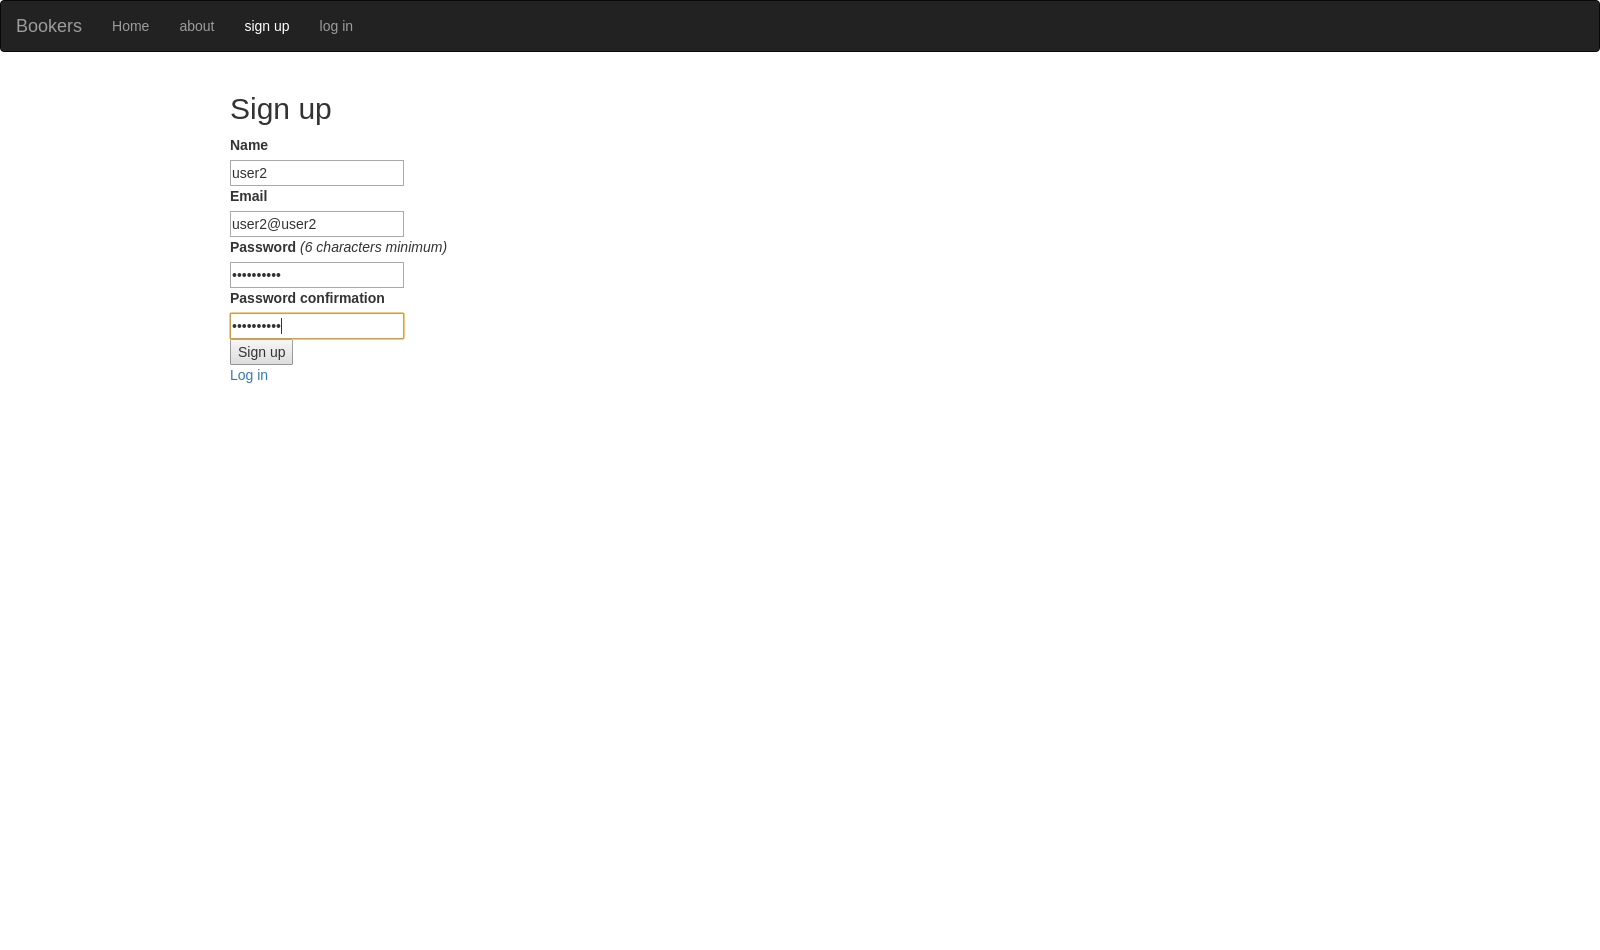 Bookers Home about sign up log in
Sign up
Name
user2
Email
user2@user2
Password (6 characters minimum)
••••••••••
Password confirmation
••••••••••
Sign up
Log in